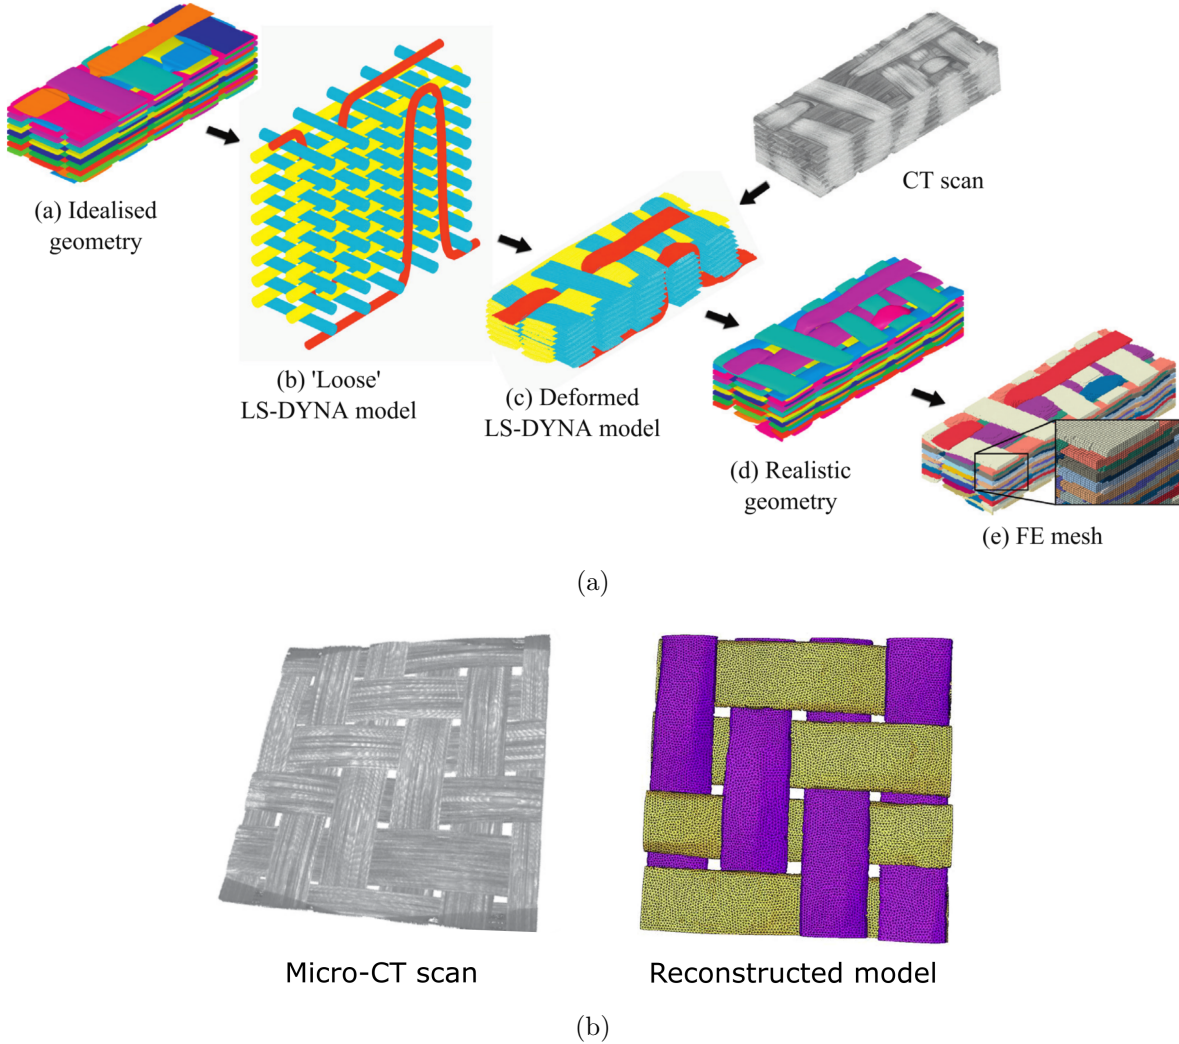 CT scan
(a) Idealised
geometry
(b) 'Loose'
LS-DYNA model
(c) Deformed
LS-DYNA model
(d) Realistic
geometry
(e) FE mesh
(a)
Micro-CT scan
Reconstructed model
(b)